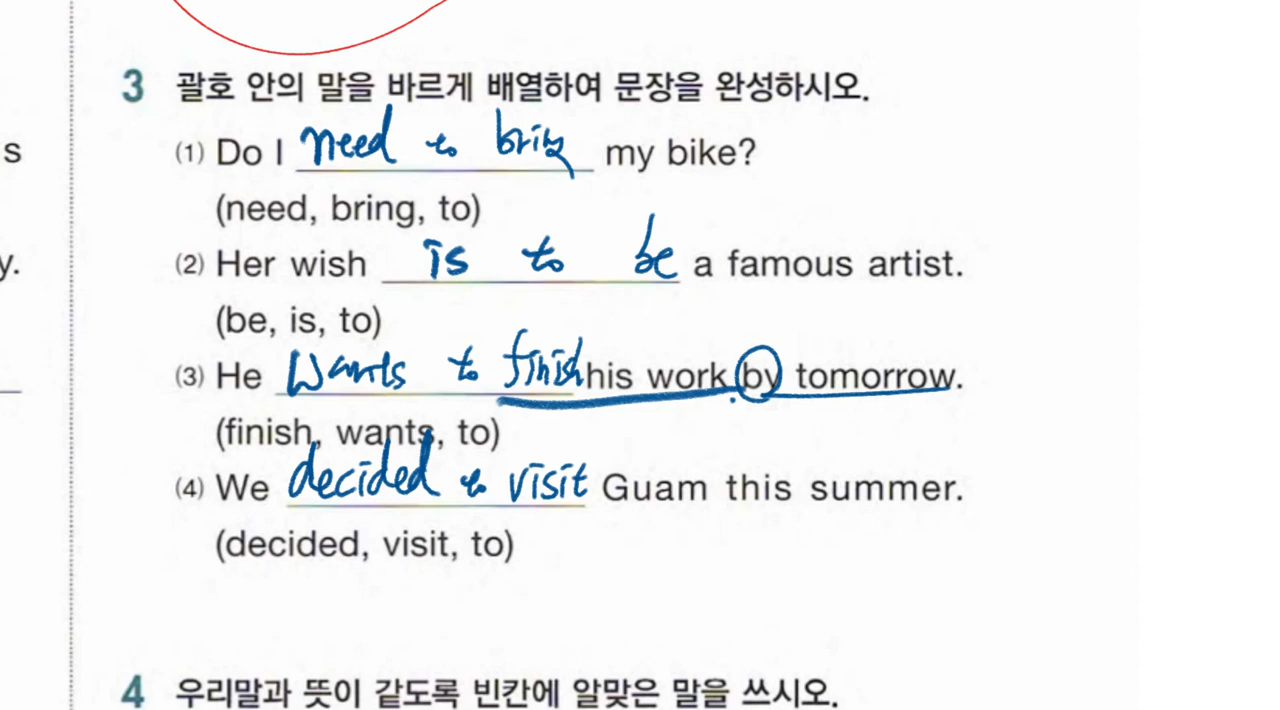 3 괄호 안의 말을 바르게 배열하여 문장을 완성하시오.
s
(1) Do I need to bring my bike?
(need, bring, to)
y.
(2) Her wish is to be a famous artist.
(be, is, to)
(3) He wants to finish his work by tomorrow.
(finish, wants, to)
(4) We decided to visit Guam this summer.
(decided, visit, to)
4 우리말과 뜻이 같도록 빈칸에 알맞은 말을 쓰시오.